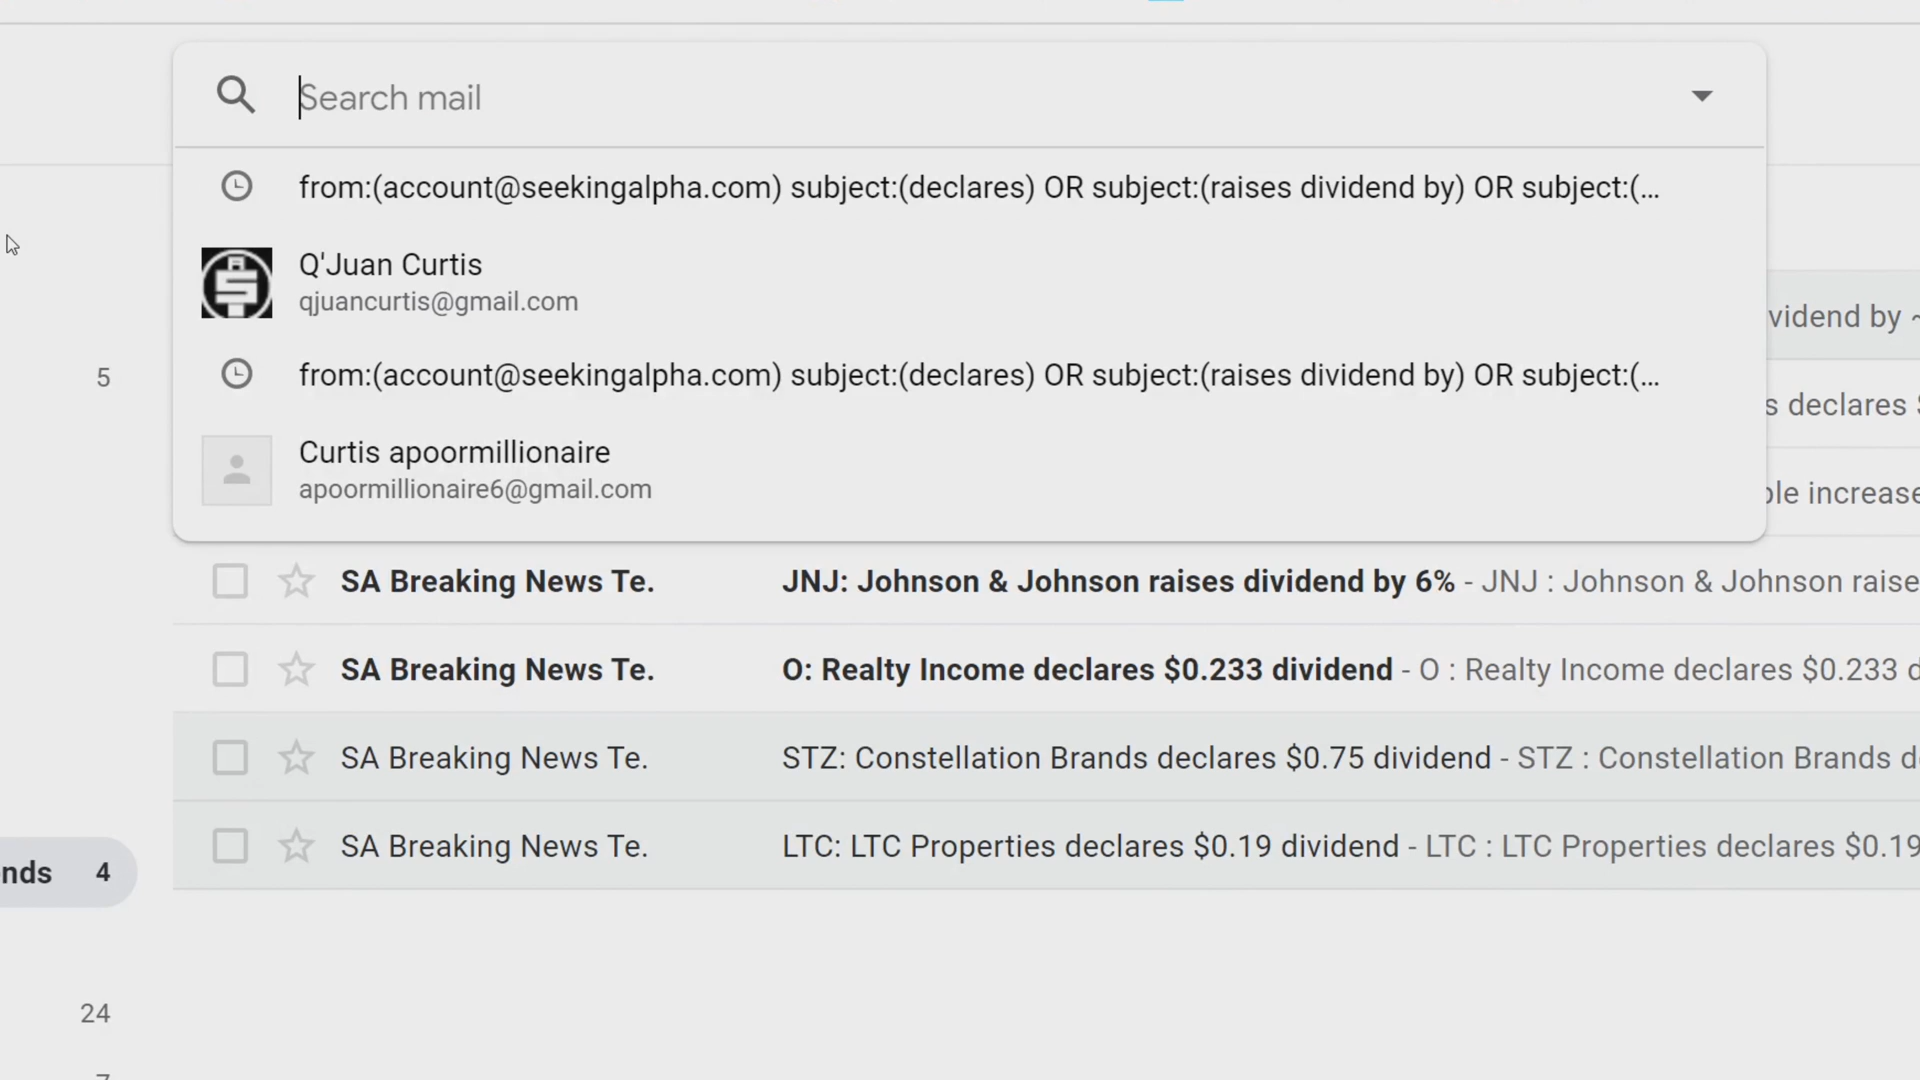 Search mail
from:(account@seekingalpha.com) subject:(declares) OR subject:(raises dividend by) OR subject:(...
Q'Juan Curtis
qjuancurtis@gmail.com
vidend by ~
5
from:(account@seekingalpha.com) subject:(declares) OR subject:(raises dividend by) OR subject:(...
s declares $
Curtis apoormillionaire
apoormillionaire6@gmail.com
ble increase
SA Breaking News Te. JNJ: Johnson & Johnson raises dividend by 6% - JNJ : Johnson & Johnson raise
SA Breaking News Te. O: Realty Income declares $0.233 dividend - O : Realty Income declares $0.233 d
SA Breaking News Te. STZ: Constellation Brands declares $0.75 dividend - STZ : Constellation Brands d
SA Breaking News Te. LTC: LTC Properties declares $0.19 dividend - LTC : LTC Properties declares $0.19
nds 4
24